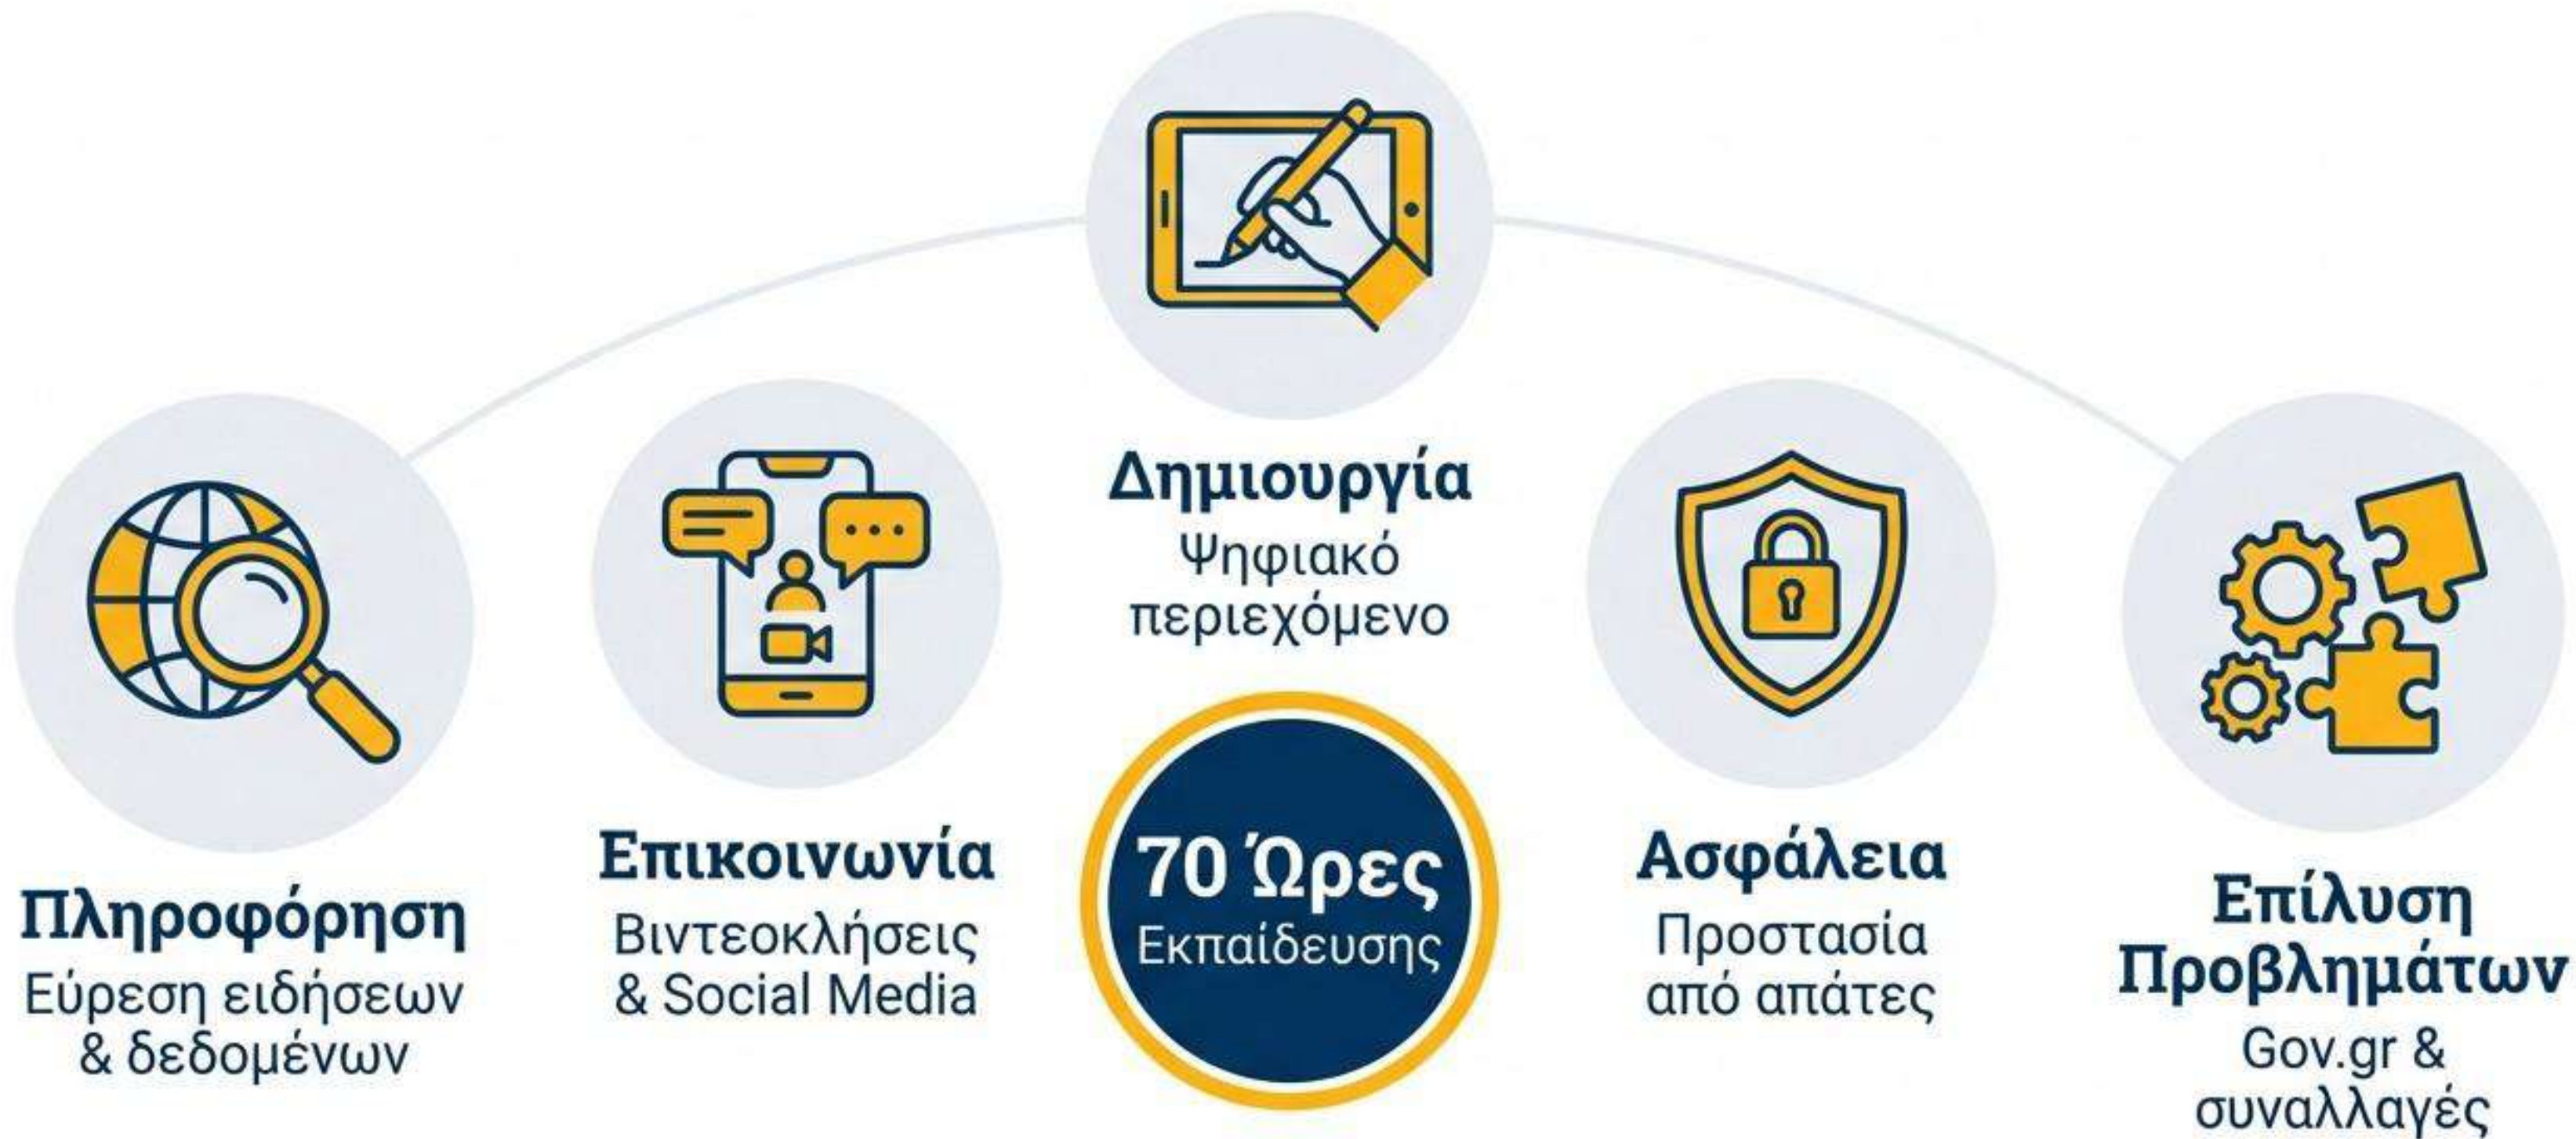 Πληροφόρηση
Εύρεση ειδήσεων
& δεδομένων
Επικοινωνία
Βιντεοκλήσεις
& Social Media
Δημιουργία
Ψηφιακό
περιεχόμενο
70 Ώρες
Εκπαίδευσης
Ασφάλεια
Προστασία
από απάτες
Επίλυση
Προβλημάτων
Gov.gr &
συναλλαγές